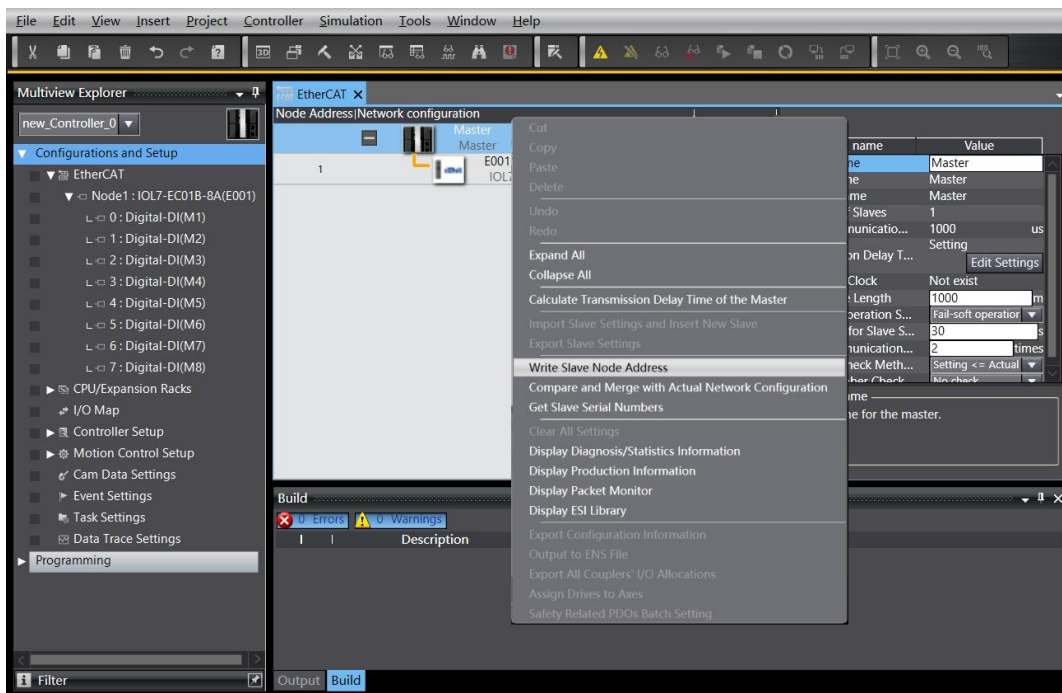 File Edit View Insert Project Controller Simulation Tools Window Help
Multiview Explorer
new_Controller_0
Configurations and Setup
EtherCAT
Node1 : IOL7-EC01B-8A(E001)
0 : Digital-DI(M1)
1 : Digital-DI(M2)
2 : Digital-DI(M3)
3 : Digital-DI(M4)
4 : Digital-DI(M5)
5 : Digital-DI(M6)
6 : Digital-DI(M7)
7 : Digital-DI(M8)
CPU/Expansion Racks
I/O Map
Controller Setup
Motion Control Setup
Cam Data Settings
Event Settings
Task Settings
Data Trace Settings
Programming
Filter
EtherCAT
Node Address Network configuration
Master
Master
1
E001
IOL7
Cut
Copy
Paste
Delete
Undo
Redo
Expand All
Collapse All
Calculate Transmission Delay Time of the Master
Import Slave Settings and Insert New Slave
Export Slave Settings
Write Slave Node Address
Compare and Merge with Actual Network Configuration
Get Slave Serial Numbers
Clear All Settings
Display Diagnosis/Statistics Information
Display Production Information
Display Packet Monitor
Display ESI Library
Export Configuration Information
Output to ENS File
Export All Couplers' I/O Allocations
Assign Drives to Axes
Safety Related PDOs Batch Setting
name Value
Master
Master
Master
Slaves 1
1000 us
Setting
on Delay T... Edit Settings
Clock Not exist
Length 1000 m
Fail-soft operation
for Slave S... 30 s
2 times
Setting <= Actual
No check
ne for the master.
Build
0 Errors 0 Warnings
Description
Output Build